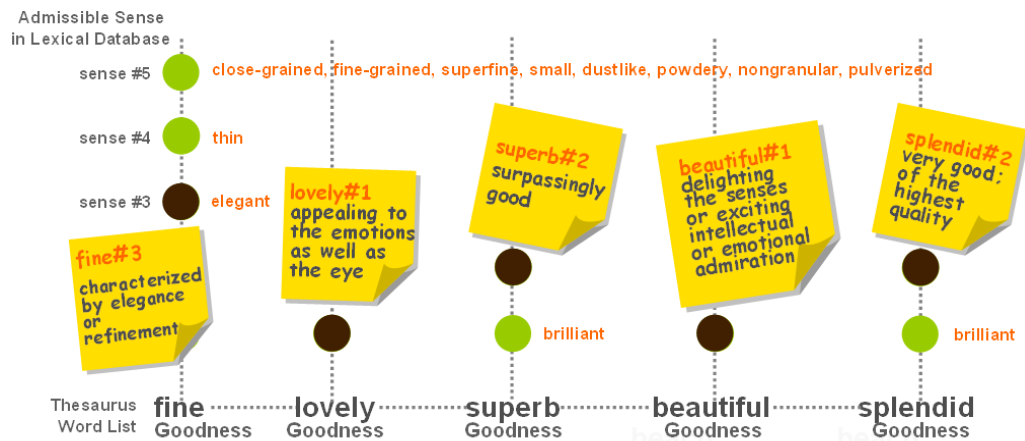 Admissible Sense
in Lexical Database
sense #5
close-grained, fine-grained, superfine, small, dustlike, powdery, nongranular, pulverized
sense #4
thin
sense #3
elegant
fine#3
characterized
by elegance
or
refinement
lovely#1
appealing to
the emotions
as well as
the eye
superb#2
surpassingly
good
brilliant
beautiful#1
delighting
the senses
or exciting
intellectual
or emotional
admiration
splendid#2
very good;
of the
highest
quality
brilliant
Thesaurus
Word List
fine
Goodness
lovely
Goodness
superb
Goodness
beautiful
Goodness
splendid
Goodness